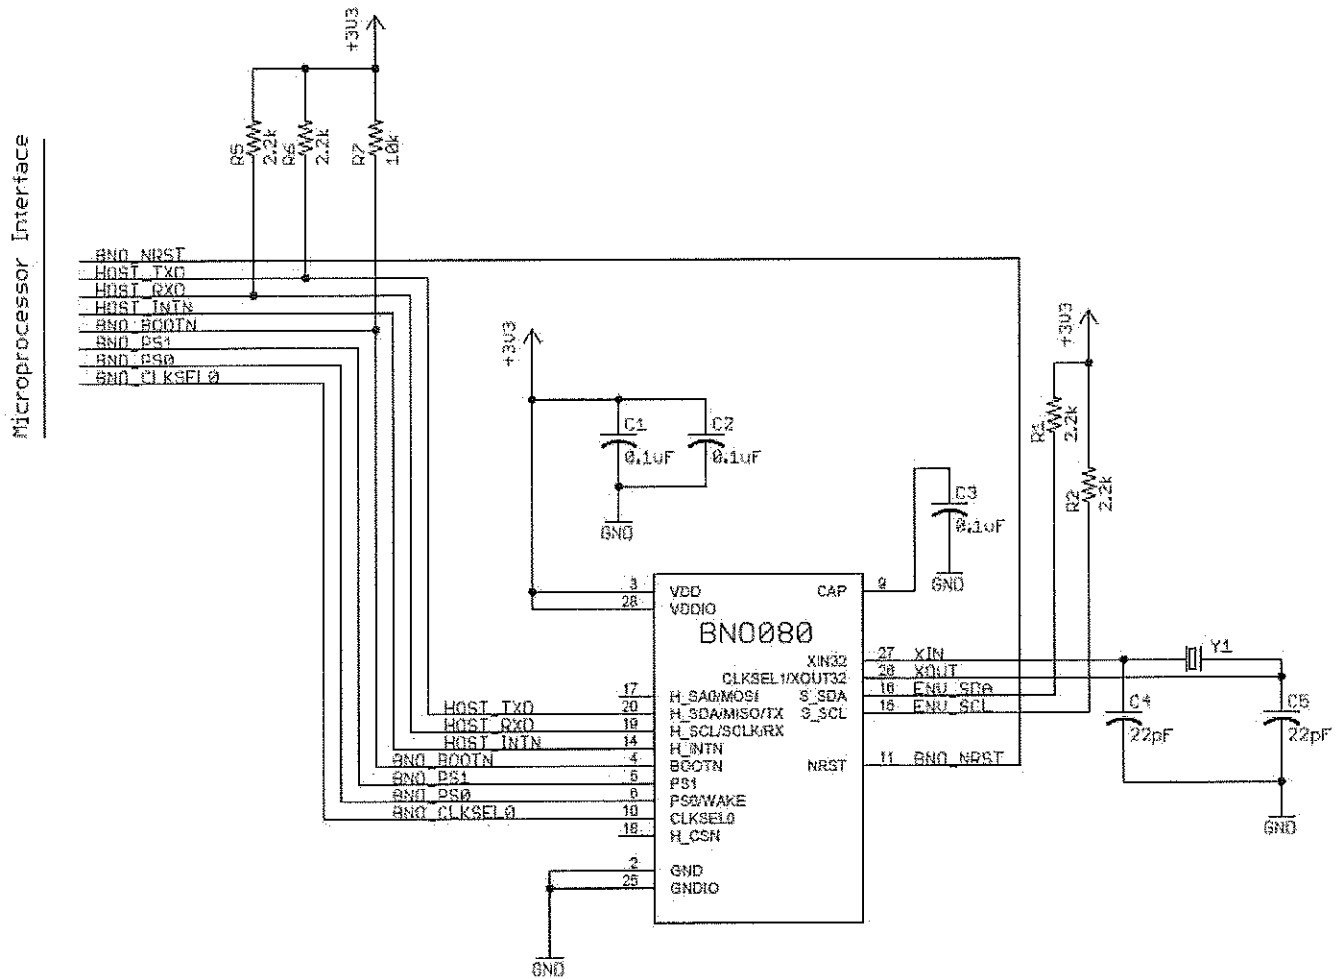 Microprocessor Interface
+3V3
R5
2.2k
R6
2.2k
R7
10k
BNO_NRST
HOST_TXD
HOST_RXD
HOST_INTN
BNO_BOOTN
BNO_PS1
BNO_PS0
BNO_CLKSEL0
+3V3
C1
0.1uF
C2
0.1uF
GND
+3V3
R1
2.2k
R2
2.2k
C3
0.1uF
GND
BNO080
3 VDD
28 VDDIO
CAP 9
XIN32 27 XIN
CLKSEL1/XOUT32 26 XOUT
S_SDA 16 ENV_SDA
S_SCL 15 ENV_SCL
NRST 11 BNO_NRST
17 H_SA0/MOSI
HOST_TXD 20 H_SDA/MISO/TX
HOST_RXD 19 H_SCL/SCLK/RX
HOST_INTN 14 H_INTN
BNO_BOOTN 4 BOOTN
BNO_PS1 5 PS1
BNO_PS0 6 PS0/WAKE
BNO_CLKSEL0 10 CLKSEL0
18 H_CSN
2 GND
25 GNDIO
GND
Y1
C4
22pF
C5
22pF
GND